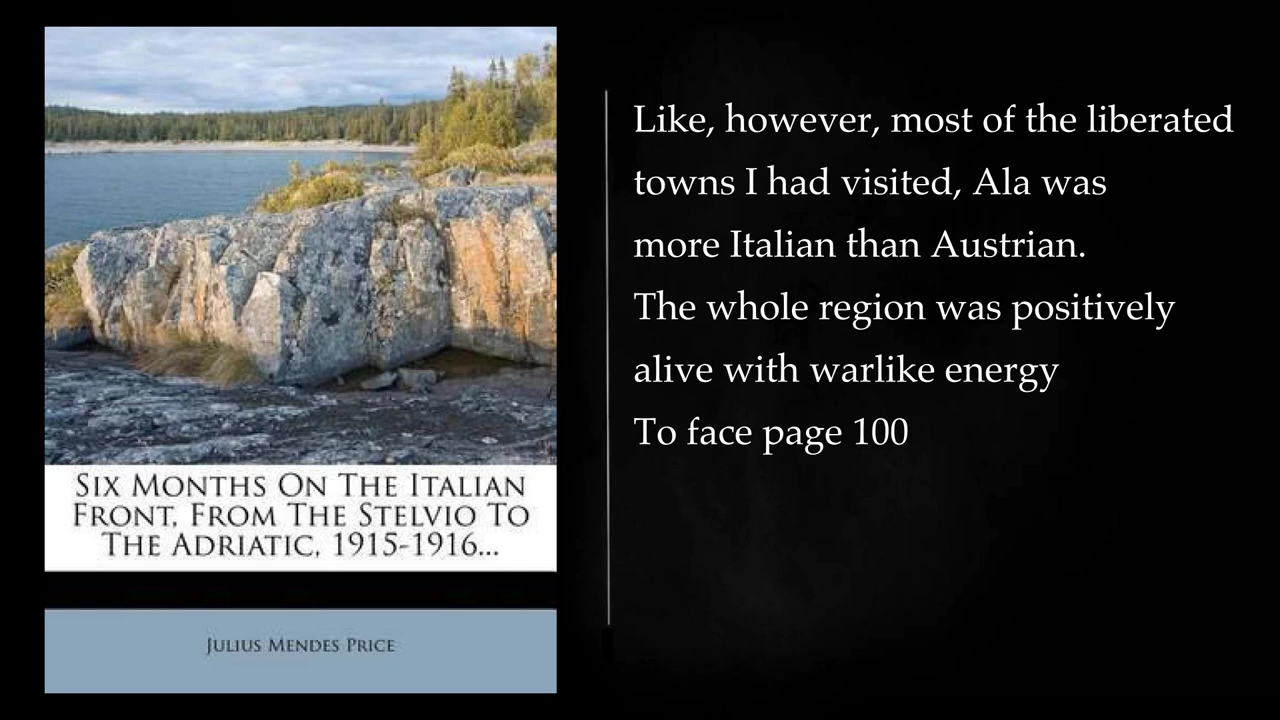 Like, however, most of the liberated
towns I had visited, Ala was
more Italian than Austrian.
The whole region was positively
alive with warlike energy
To face page 100
SIX MONTHS ON THE ITALIAN
FRONT, FROM THE STELVIO TO
THE ADRIATIC, 1915-1916...
JULIUS MENDES PRICE